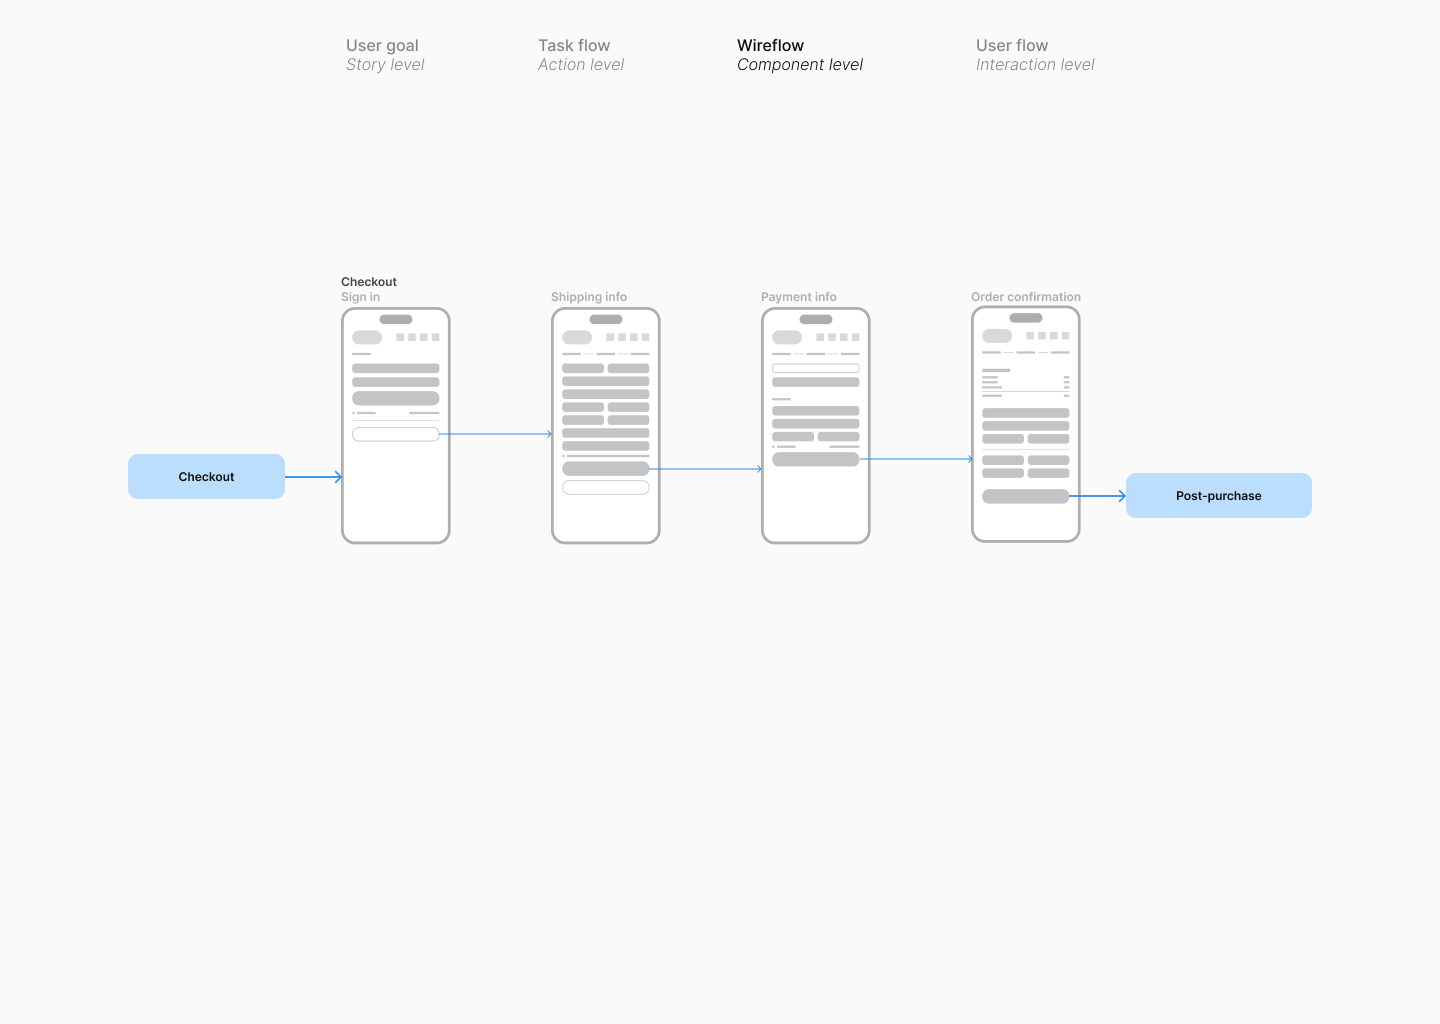 User goal
Story level
Task flow
Action level
Wireflow
Component level
User flow
Interaction level
Checkout
Sign in
Shipping info
Payment info
Order confirmation
Checkout
Post-purchase